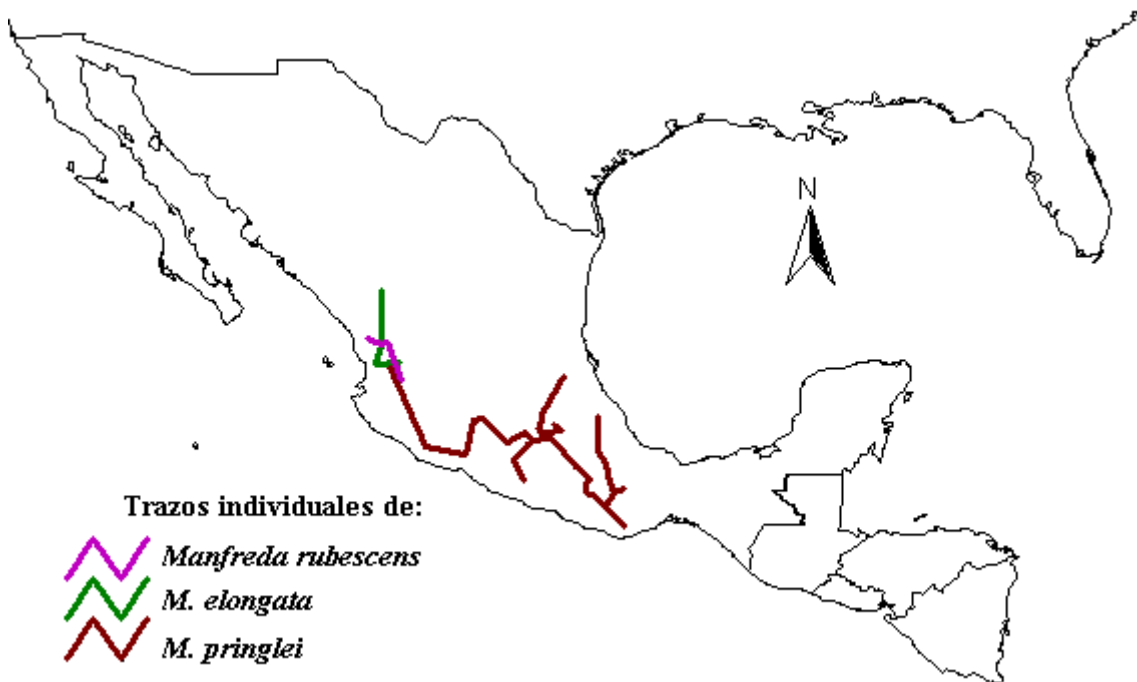 N
Trazos individuales de:
Manfreda rubescens
M. elongata
M. pringlei